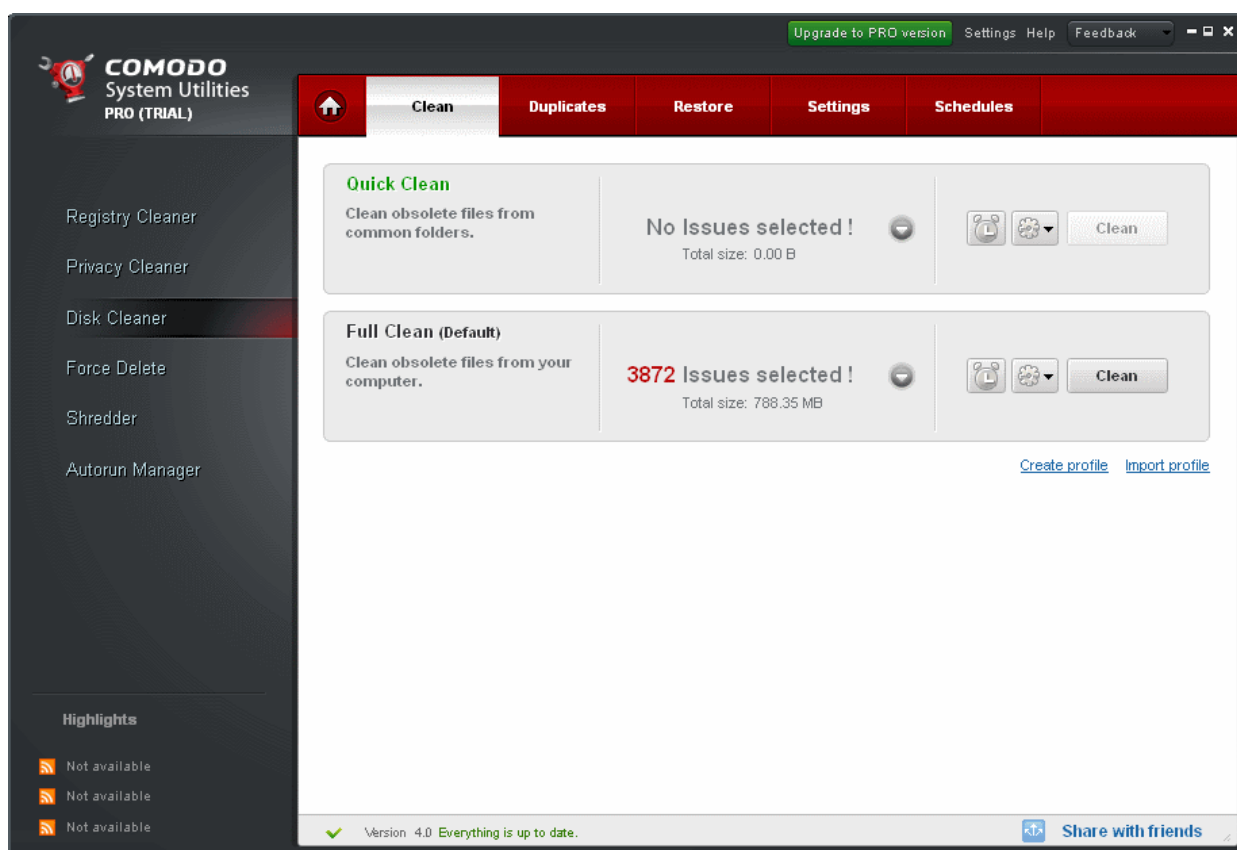 Upgrade to PRO version Settings Help Feedback
COMODO
System Utilities
PRO (TRIAL)
Clean Duplicates Restore Settings Schedules
Registry Cleaner
Privacy Cleaner
Disk Cleaner
Force Delete
Shredder
Autorun Manager
Quick Clean
Clean obsolete files from
common folders.
No Issues selected !
Total size: 0.00 B
Clean
Full Clean (Default)
Clean obsolete files from your
computer.
3872 Issues selected !
Total size: 788.35 MB
Clean
Create profile Import profile
Highlights
Not available
Not available
Not available
Version 4.0 Everything is up to date.
Share with friends